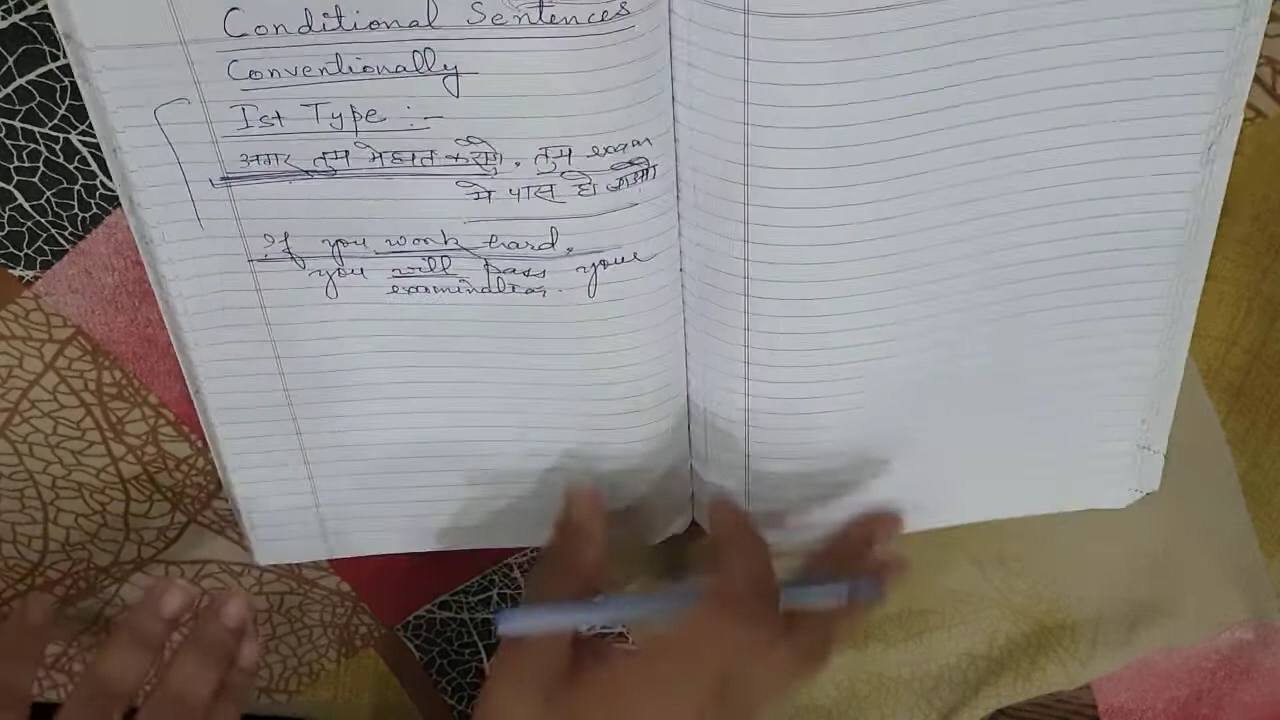 Conditional Sentences
Conventionally
Ist Type :-
अगर तुम मेहनत करोगे, तुम exam
मे पास हो जाओगे
If you work hard,
you will pass your
examination.